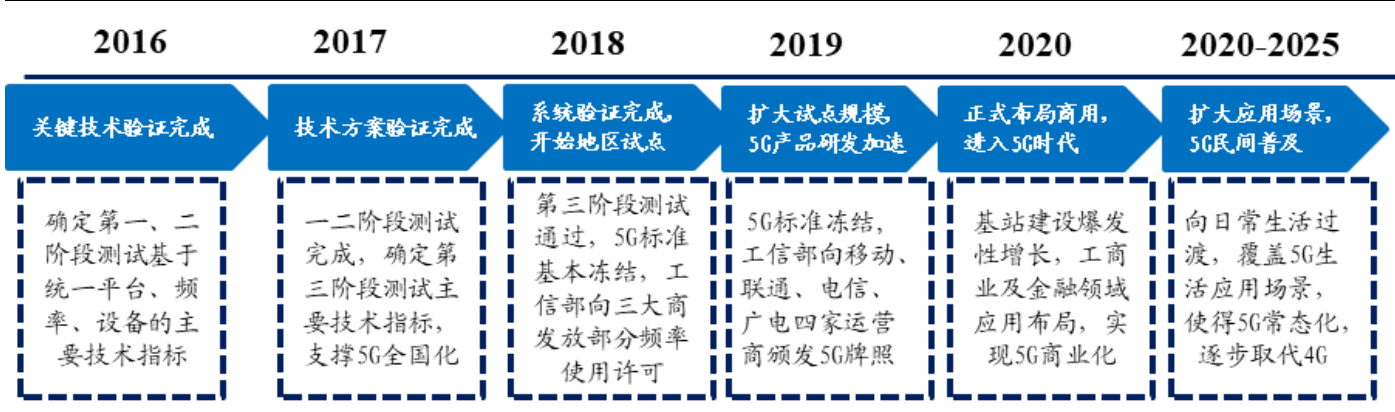 2016
2017
2018
2019
2020
2020-2025
关键技术验证完成
技术方案验证完成
系统验证完成,
开始地区试点
扩大试点规模,
5G产品研发加速
正式布局商用,
进入5G时代
扩大应用场景,
5G民间普及
确定第一、二
阶段测试基于
统一平台、频
率、设备的主
要技术指标
一二阶段测试
完成，确定第
三阶段测试主
要技术指标，
支撑5G全国化
第三阶段测试
通过，5G标准
基本冻结，工
信部向三大商
发放部分频率
使用许可
5G标准冻结，
工信部向移动、
联通、电信、
广电四家运营
商颁发5G牌照
基站建设爆发
性增长，工商
业及金融领域
应用布局，实
现5G商业化
向日常生活过
渡，覆盖5G生
活应用场景，
使得5G常态化，
逐步取代4G